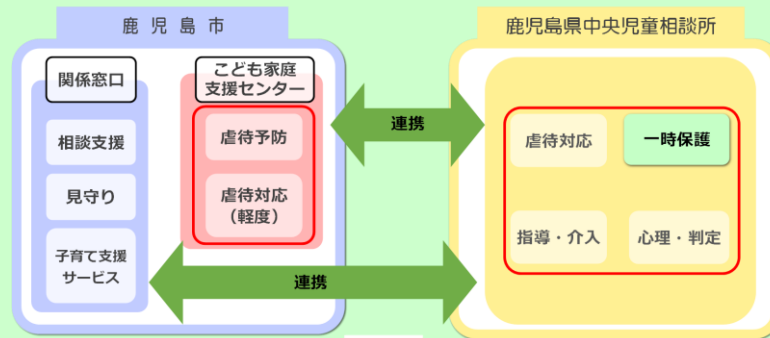 鹿児島市
関係窓口
相談支援
見守り
子育て支援
サービス
こども家庭
支援センター
虐待予防
虐待対応
(軽度)
連携
連携
鹿児島県中央児童相談所
虐待対応
一時保護
指導・介入
心理・判定